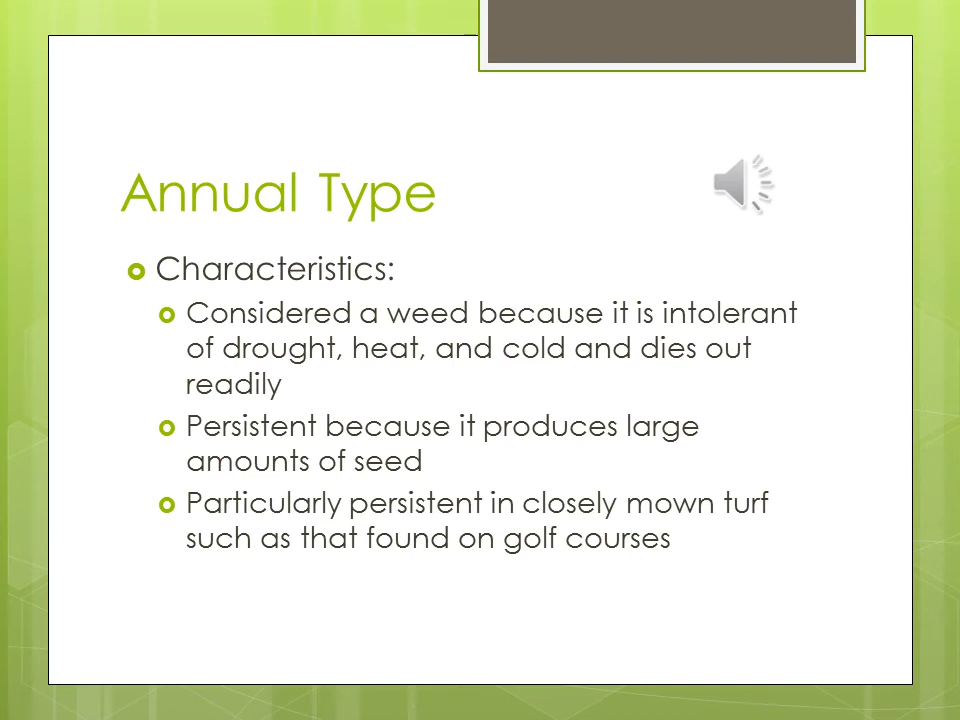 Annual Type
Characteristics:
Considered a weed because it is intolerant
of drought, heat, and cold and dies out
readily
Persistent because it produces large
amounts of seed
Particularly persistent in closely mown turf
such as that found on golf courses